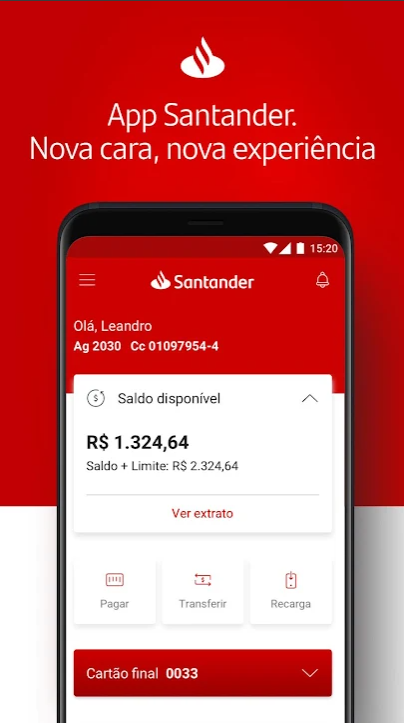 App Santander.
Nova cara, nova experiência
15:20
Santander
Olá, Leandro
Ag 2030 Cc 01097954-4
Saldo disponível
R$ 1.324,64
Saldo + Limite: R$ 2.324,64
Ver extrato
Pagar Transferir Recarga
Cartão final 0033